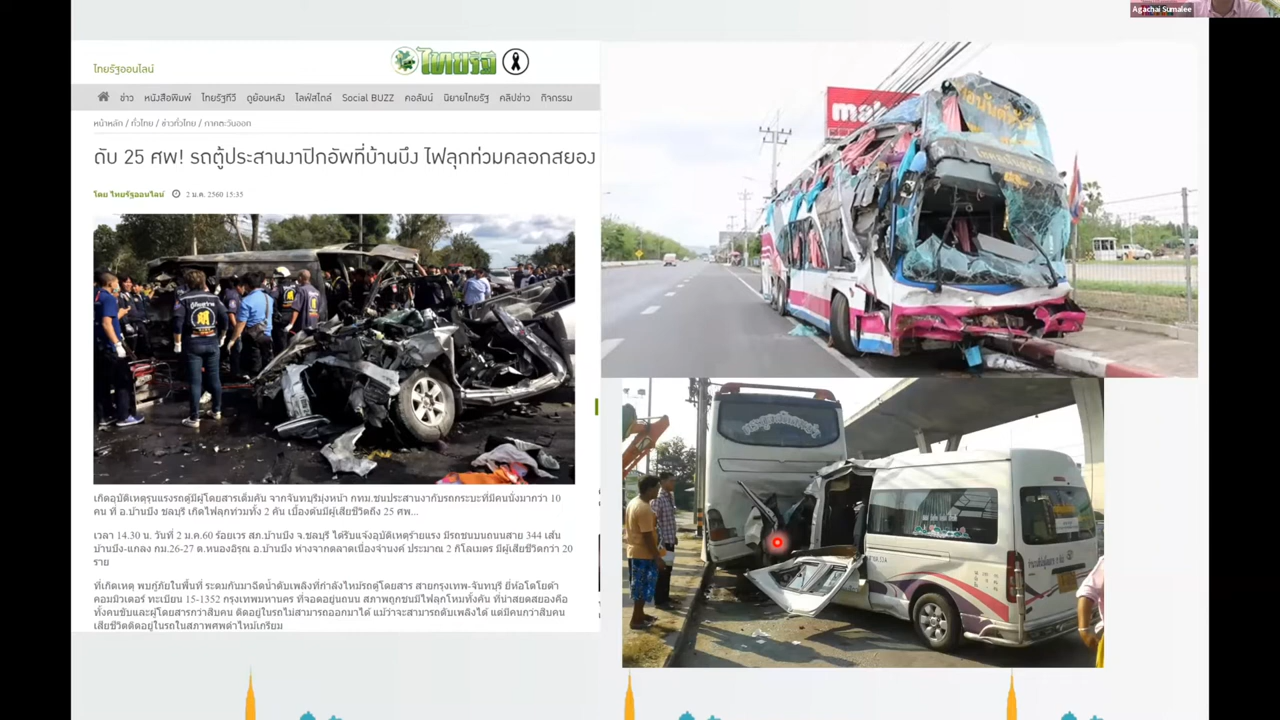 Agachai Sumalee
ไทยรัฐออนไลน์
ไทยรัฐ
ข่าว หนังสือพิมพ์ ไทยรัฐทีวี ดูย้อนหลัง ไลฟ์สไตล์ Social BUZZ คอลัมน์ นิยายไทยรัฐ คลิปข่าว กิจกรรม
หน้าหลัก / ทั่วไทย / ข่าวทั่วไทย / ภาคตะวันออก
ดับ 25 ศพ! รถตู้ประสานงาปิกอัพที่บ้านบึง ไฟลุกท่วมคลอกสยอง
โดย ไทยรัฐออนไลน์ 2 ม.ค. 2560 15:35
เกิดอุบัติเหตุรุนแรงรถตู้มีผู้โดยสารเต็มคัน จากจันทบุรีมุ่งหน้า กทม.ชนประสานงากับรถกระบะที่มีคนนั่งมากว่า 10
คน ที่ อ.บ้านบึง ชลบุรี เกิดไฟลุกท่วมทั้ง 2 คัน เบื้องต้นมีผู้เสียชีวิตถึง 25 ศพ...
เวลา 14.30 น. วันที่ 2 ม.ค.60 ร้อยเวร สภ.บ้านบึง จ.ชลบุรี ได้รับแจ้งอุบัติเหตุร้ายแรง มีรถชนบนถนนสาย 344 เส้น
บ้านบึง-แกลง กม.26-27 ต.หนองอิรุณ อ.บ้านบึง ห่างจากตลาดเนื่องจำนงค์ ประมาณ 2 กิโลเมตร มีผู้เสียชีวิตกว่า 20
ราย
ที่เกิดเหตุ พบกู้ภัยในพื้นที่ ระดมกันมาฉีดน้ำดับเพลิงที่กำลังไหม้รถตู้โดยสาร สายกรุงเทพ-จันทบุรี ยี่ห้อโตโยต้า
คอมมิวเตอร์ ทะเบียน 15-1352 กรุงเทพมหานคร ที่จอดอยู่บนถนน สภาพถูกชนมีไฟลุกโหมทั้งคัน ที่น่าสยดสยองคือ
ทั้งคนขับและผู้โดยสารกว่าสิบคน ติดอยู่ในรถไม่สามารถออกมาได้ แม้ว่าจะสามารถดับเพลิงได้ แต่มีคนกว่าสิบคน
เสียชีวิตติดอยู่ในรถในสภาพศพดำไหม้เกรียม